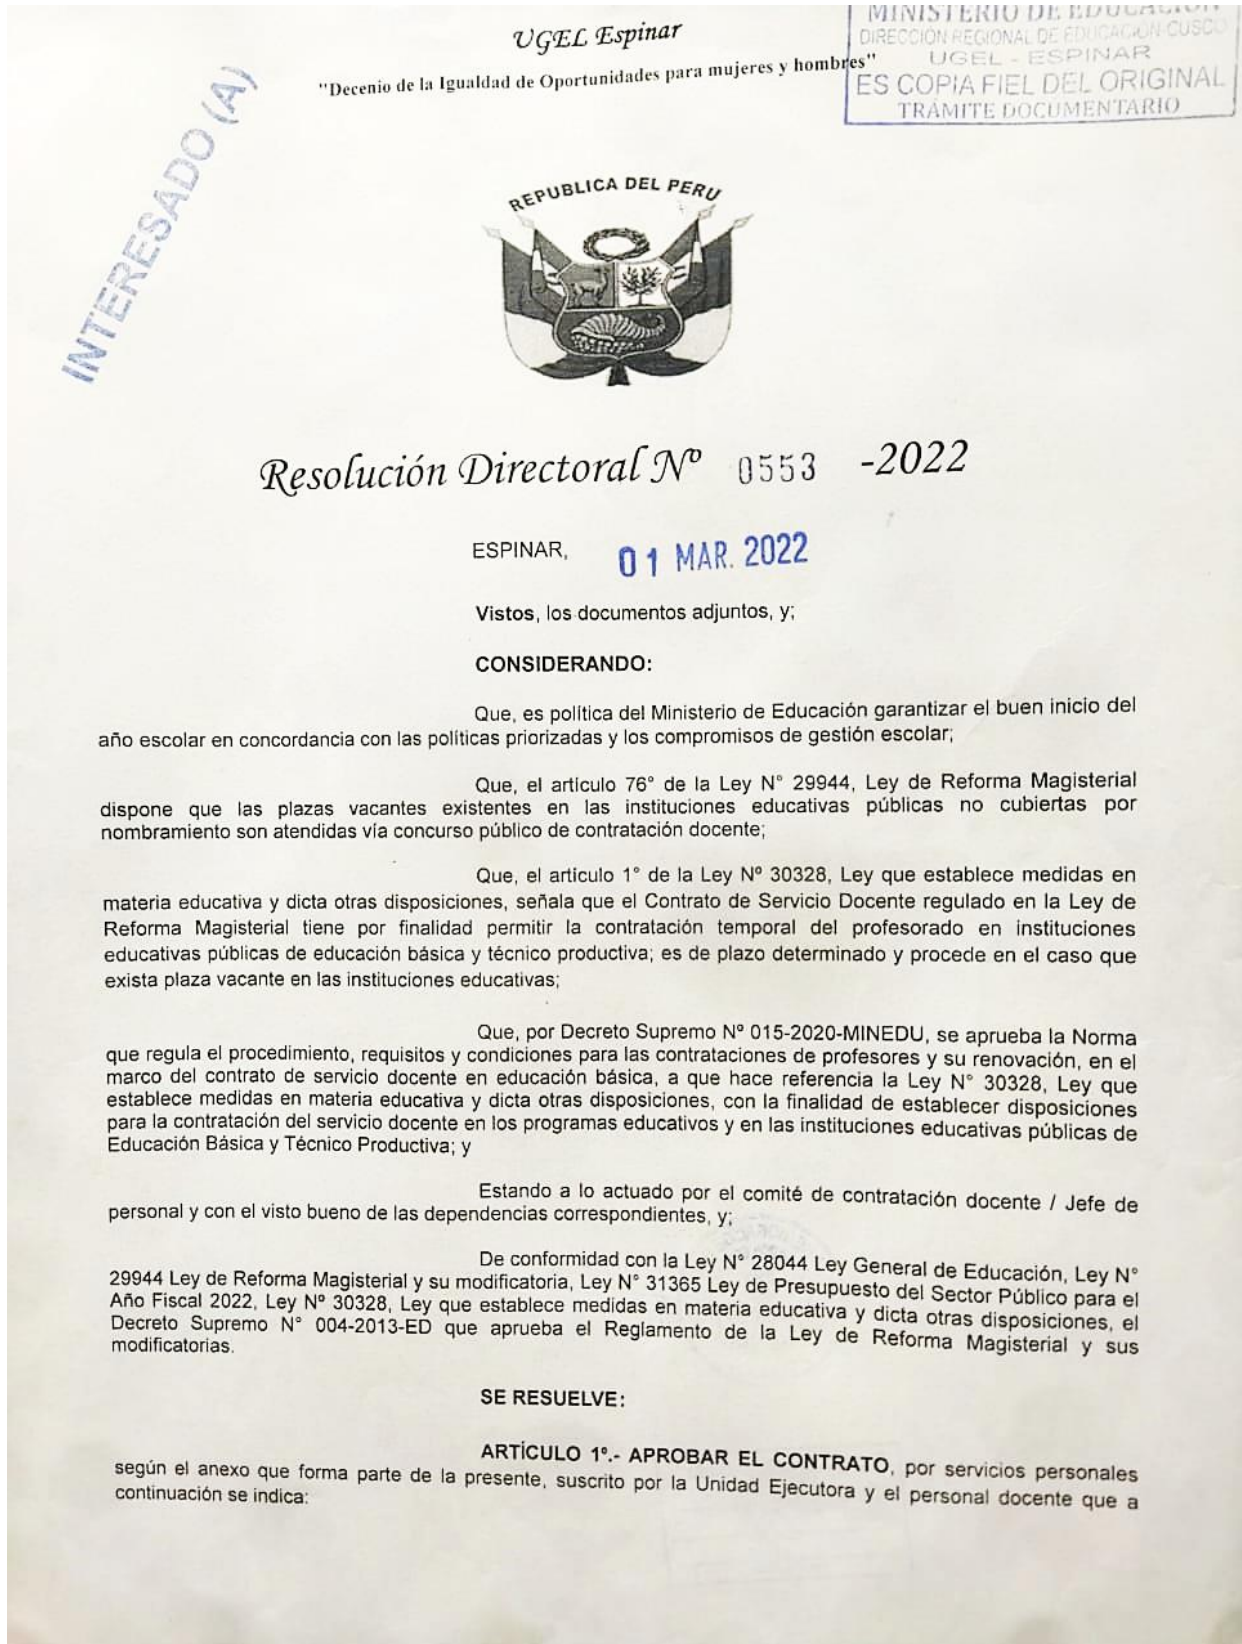 UGEL Espinar
"Decenio de la Igualdad de Oportunidades para mujeres y hombres"
MINISTERIO DE EDUCACION
DIRECCIÓN REGIONAL DE EDUCACIÓN CUSCO
UGEL - ESPINAR
ES COPIA FIEL DEL ORIGINAL
TRÁMITE DOCUMENTARIO
INTERESADO (A)
REPUBLICA DEL PERU
Resolución Directoral Nº 0553 -2022
ESPINAR, 01 MAR. 2022
Vistos, los documentos adjuntos, y;
CONSIDERANDO:
Que, es política del Ministerio de Educación garantizar el buen inicio del
año escolar en concordancia con las políticas priorizadas y los compromisos de gestión escolar;
Que, el artículo 76° de la Ley N° 29944, Ley de Reforma Magisterial
dispone que las plazas vacantes existentes en las instituciones educativas públicas no cubiertas por
nombramiento son atendidas vía concurso público de contratación docente;
Que, el artículo 1° de la Ley Nº 30328, Ley que establece medidas en
materia educativa y dicta otras disposiciones, señala que el Contrato de Servicio Docente regulado en la Ley de
Reforma Magisterial tiene por finalidad permitir la contratación temporal del profesorado en instituciones
educativas públicas de educación básica y técnico productiva; es de plazo determinado y procede en el caso que
exista plaza vacante en las instituciones educativas;
Que, por Decreto Supremo Nº 015-2020-MINEDU, se aprueba la Norma
que regula el procedimiento, requisitos y condiciones para las contrataciones de profesores y su renovación, en el
marco del contrato de servicio docente en educación básica, a que hace referencia la Ley N° 30328, Ley que
establece medidas en materia educativa y dicta otras disposiciones, con la finalidad de establecer disposiciones
para la contratación del servicio docente en los programas educativos y en las instituciones educativas públicas de
Educación Básica y Técnico Productiva; y
Estando a lo actuado por el comité de contratación docente / Jefe de
personal y con el visto bueno de las dependencias correspondientes, y;
De conformidad con la Ley N° 28044 Ley General de Educación, Ley N°
29944 Ley de Reforma Magisterial y su modificatoria, Ley N° 31365 Ley de Presupuesto del Sector Público para el
Año Fiscal 2022, Ley Nº 30328, Ley que establece medidas en materia educativa y dicta otras disposiciones, el
Decreto Supremo N° 004-2013-ED que aprueba el Reglamento de la Ley de Reforma Magisterial y sus
modificatorias.
SE RESUELVE:
ARTÍCULO 1º.- APROBAR EL CONTRATO, por servicios personales
según el anexo que forma parte de la presente, suscrito por la Unidad Ejecutora y el personal docente que a
continuación se indica: